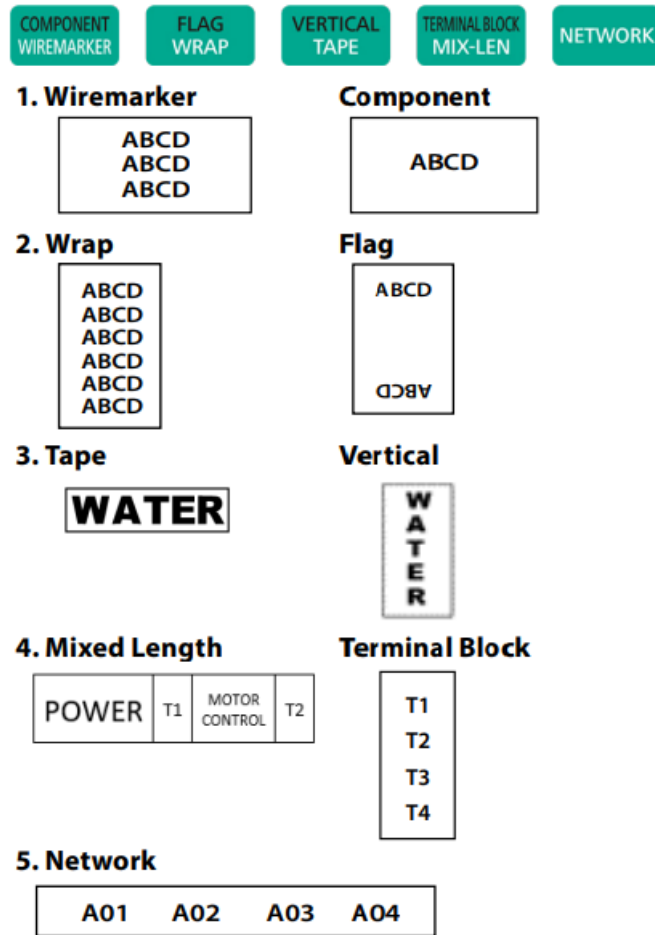 COMPONENT FLAG VERTICAL TERMINAL BLOCK NETWORK
WIREMARKER WRAP TAPE MIX-LEN
1. Wiremarker Component
ABCD
ABCD ABCD
ABCD
2. Wrap Flag
ABCD ABCD
ABCD
ABCD
ABCD
ABCD ABCD
ABCD
3. Tape Vertical
WATER
W
A
T
E
R
4. Mixed Length Terminal Block
POWER T1 MOTOR CONTROL T2
T1
T2
T3
T4
5. Network
A01 A02 A03 A04